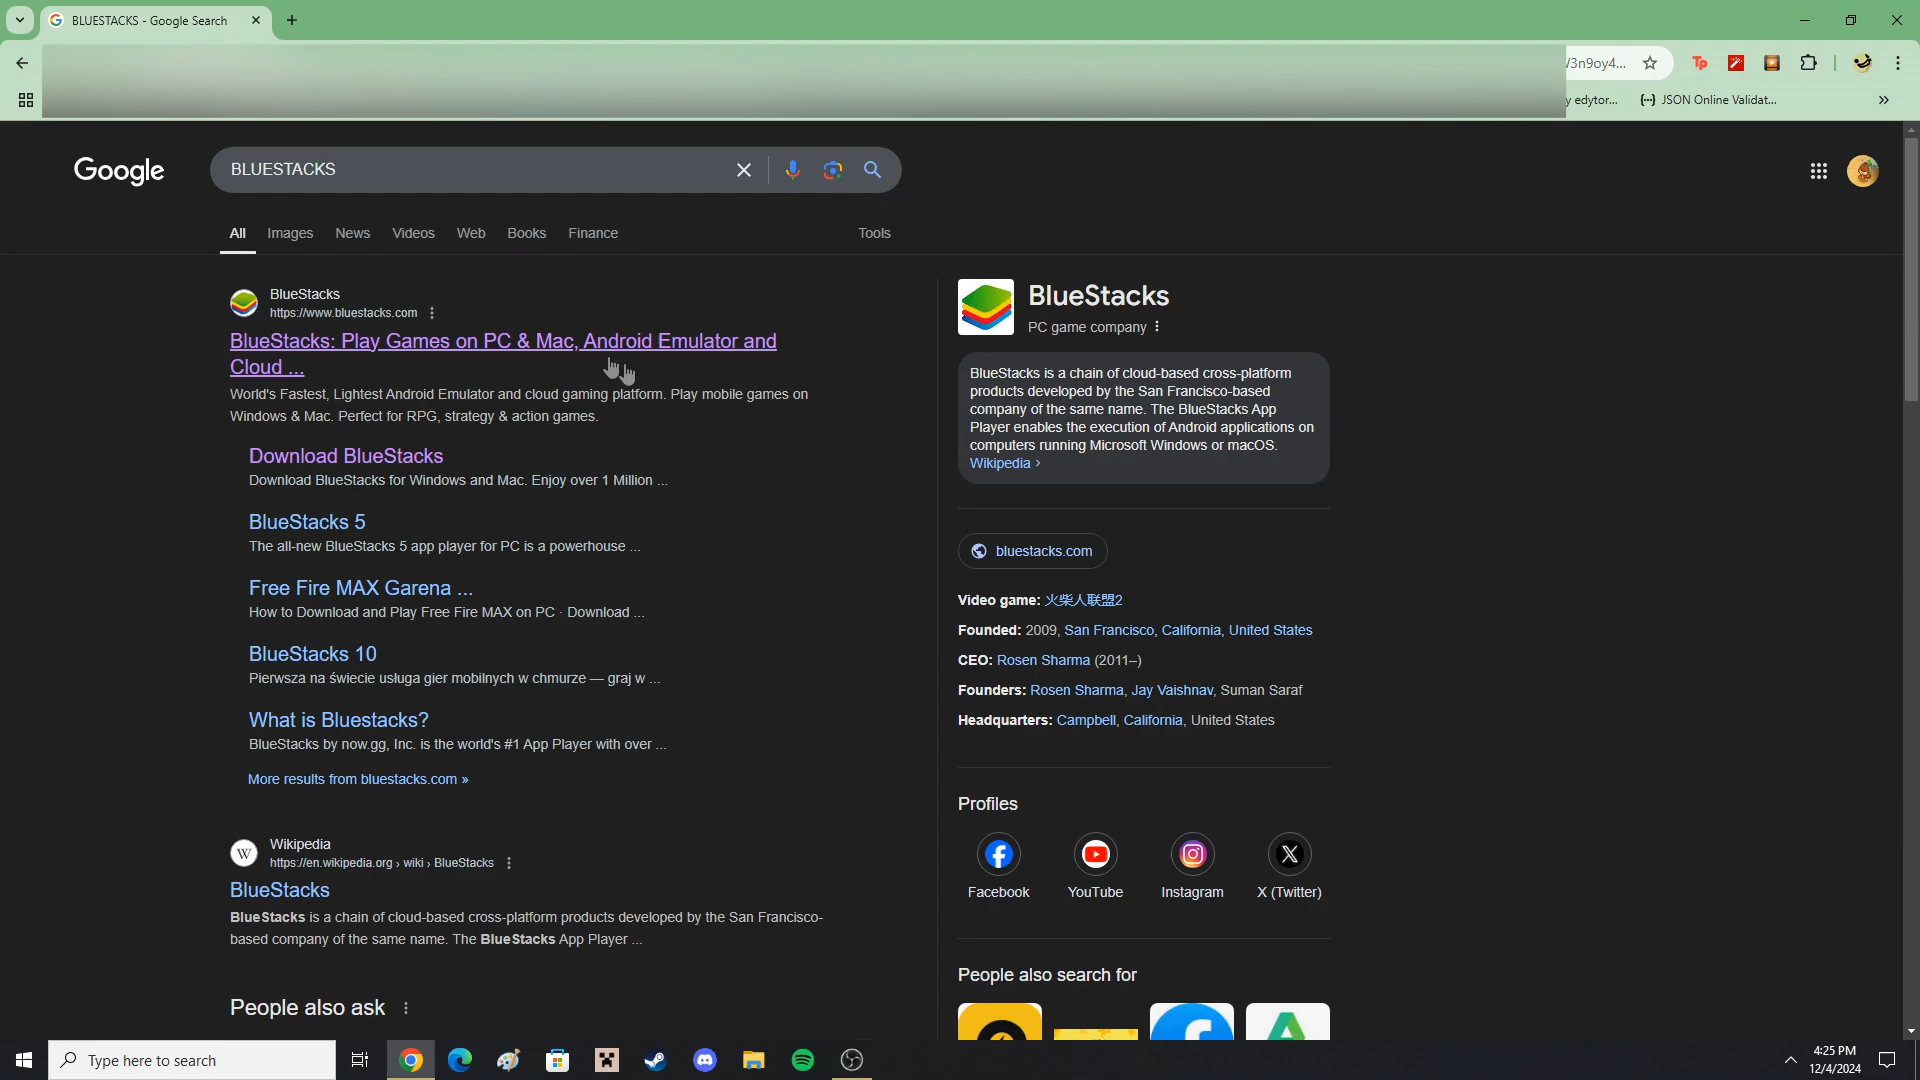 BLUESTACKS - Google Search
/3n9oy4...
y edytor...
{···} JSON Online Validat...
Google
BLUESTACKS
All Images News Videos Web Books Finance Tools
BlueStacks
https://www.bluestacks.com
BlueStacks: Play Games on PC & Mac, Android Emulator and
Cloud ...
World's Fastest, Lightest Android Emulator and cloud gaming platform. Play mobile games on
Windows & Mac. Perfect for RPG, strategy & action games.
Download BlueStacks
Download BlueStacks for Windows and Mac. Enjoy over 1 Million ...
BlueStacks 5
The all-new BlueStacks 5 app player for PC is a powerhouse ...
Free Fire MAX Garena ...
How to Download and Play Free Fire MAX on PC · Download ...
BlueStacks 10
Pierwsza na świecie usługa gier mobilnych w chmurze — graj w ...
What is Bluestacks?
BlueStacks by now.gg, Inc. is the world's #1 App Player with over ...
More results from bluestacks.com »
W
Wikipedia
https://en.wikipedia.org › wiki › BlueStacks
BlueStacks
BlueStacks is a chain of cloud-based cross-platform products developed by the San Francisco-
based company of the same name. The BlueStacks App Player ...
People also ask
BlueStacks
PC game company
BlueStacks is a chain of cloud-based cross-platform
products developed by the San Francisco-based
company of the same name. The BlueStacks App
Player enables the execution of Android applications on
computers running Microsoft Windows or macOS.
Wikipedia ›
bluestacks.com
Video game: 火柴人联盟2
Founded: 2009, San Francisco, California, United States
CEO: Rosen Sharma (2011–)
Founders: Rosen Sharma, Jay Vaishnav, Suman Saraf
Headquarters: Campbell, California, United States
Profiles
Facebook YouTube Instagram X (Twitter)
People also search for
Type here to search
4:25 PM
12/4/2024